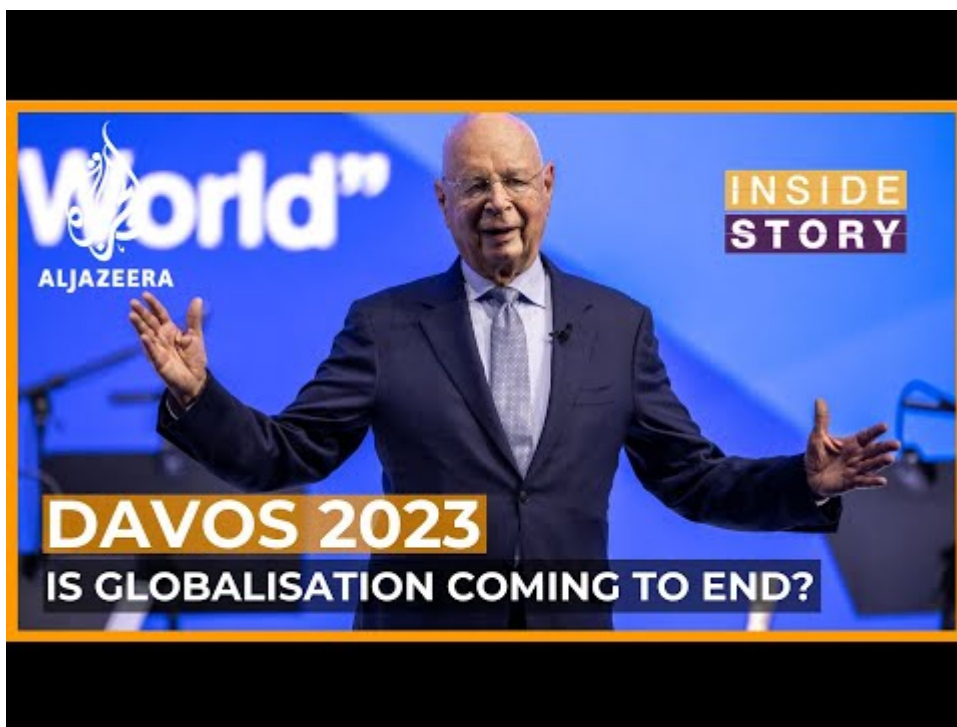 World”
ALJAZEERA
INSIDE
STORY
DAVOS 2023
IS GLOBALISATION COMING TO END?